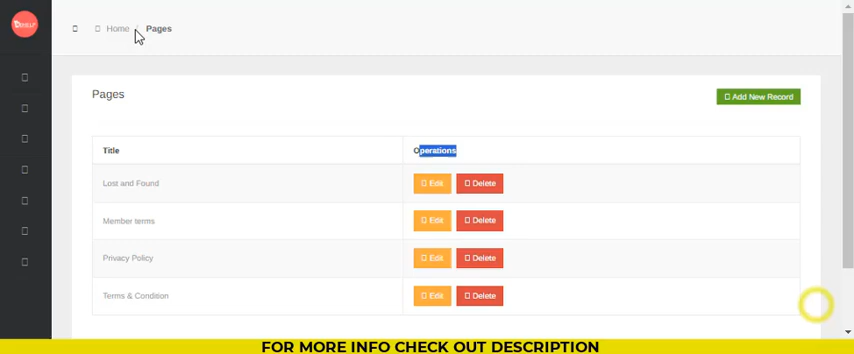 Home / Pages
Pages
Add New Record
Title Operations
Lost and Found Edit Delete
Member terms Edit Delete
Privacy Policy Edit Delete
Terms & Condition Edit Delete
FOR MORE INFO CHECK OUT DESCRIPTION